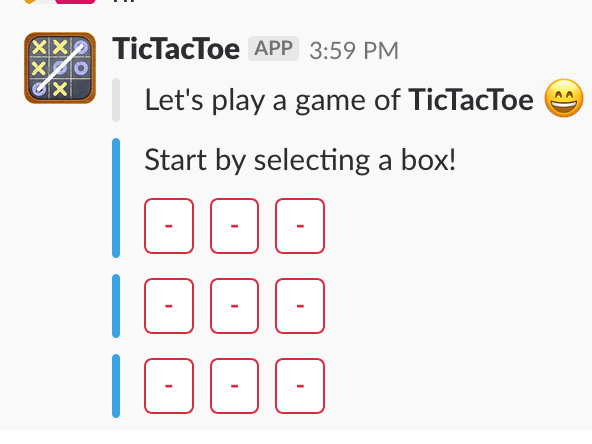 TicTacToe APP 3:59 PM
Let's play a game of TicTacToe 😄
Start by selecting a box!
- - -
- - -
- - -